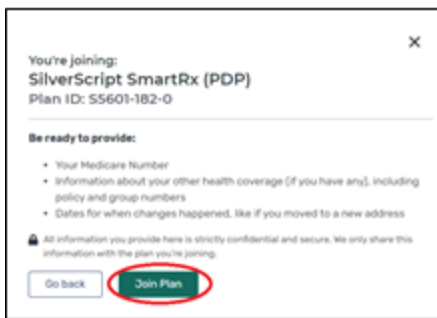 You're joining:
SilverScript SmartRx (PDP)
Plan ID: S5601-182-0
Be ready to provide:
• Your Medicare Number
• Information about your other health coverage (if you have any), including
policy and group numbers
• Dates for when changes happened, like if you moved to a new address
All information you provide here is strictly confidential and secure. We only share this
information with the plan you're joining.
Go back
Join Plan